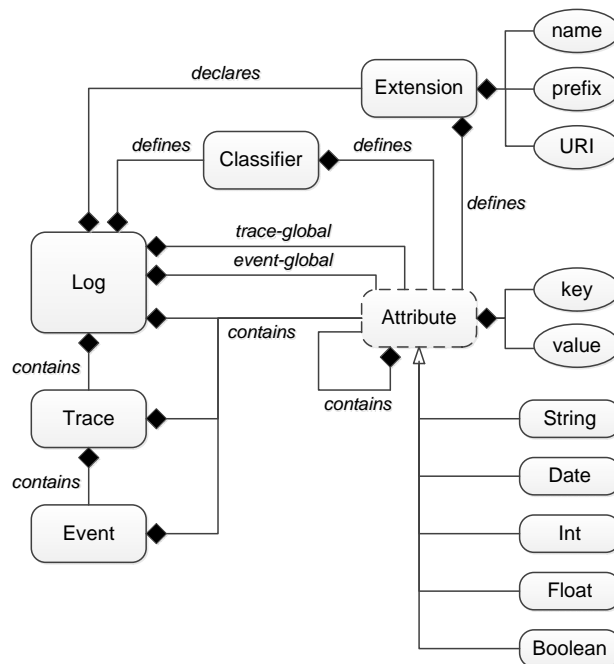 name
declares
Extension
prefix
defines
Classifier
defines
URI
defines
trace-global
Log
event-global
key
Attribute
contains
value
contains
Trace
contains
String
contains
Date
Event
Int
Float
Boolean